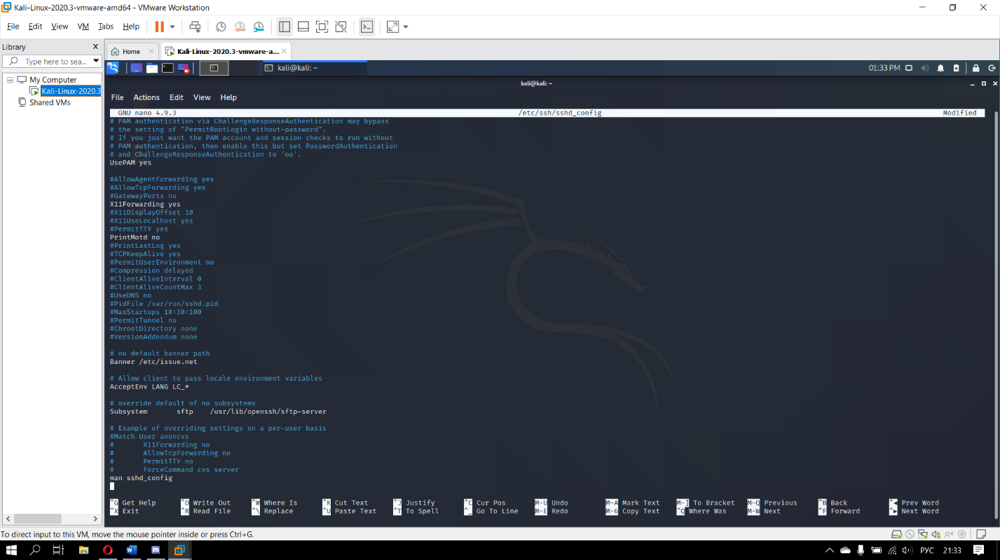 Kali-Linux-2020.3-vmware-amd64 - VMware Workstation
File Edit View VM Tabs Help
Library
Type here to sea...
My Computer
Kali-Linux-2020.3
Shared VMs
Home
Kali-Linux-2020.3-vmware-a...
kali@kali: ~
01:33 PM
kali@kali: ~
File Actions Edit View Help
GNU nano 4.9.3 /etc/ssh/sshd_config Modified
# PAM authentication via ChallengeResponseAuthentication may bypass
# the setting of "PermitRootLogin without-password".
# If you just want the PAM account and session checks to run without
# PAM authentication, then enable this but set PasswordAuthentication
# and ChallengeResponseAuthentication to 'no'.
UsePAM yes
#AllowAgentForwarding yes
#AllowTcpForwarding yes
#GatewayPorts no
X11Forwarding yes
#X11DisplayOffset 10
#X11UseLocalhost yes
#PermitTTY yes
PrintMotd no
#PrintLastLog yes
#TCPKeepAlive yes
#PermitUserEnvironment no
#Compression delayed
#ClientAliveInterval 0
#ClientAliveCountMax 3
#UseDNS no
#PidFile /var/run/sshd.pid
#MaxStartups 10:30:100
#PermitTunnel no
#ChrootDirectory none
#VersionAddendum none
# no default banner path
Banner /etc/issue.net
# Allow client to pass locale environment variables
AcceptEnv LANG LC_*
# override default of no subsystems
Subsystem sftp /usr/lib/openssh/sftp-server
# Example of overriding settings on a per-user basis
#Match User anoncvs
# X11Forwarding no
# AllowTcpForwarding no
# PermitTTY no
# ForceCommand cvs server
man sshd_config
^G Get Help ^O Write Out ^W Where Is ^K Cut Text ^J Justify ^C Cur Pos M-U Undo M-A Mark Text M-] To Bracket M-Q Previous ^B Back ^◀ Prev Word
^X Exit ^R Read File ^\ Replace ^U Paste Text ^T To Spell ^_ Go To Line M-E Redo M-6 Copy Text ^Q Where Was M-W Next ^F Forward ^▶ Next Word
To direct input to this VM, move the mouse pointer inside or press Ctrl+G.
РУС 21:33